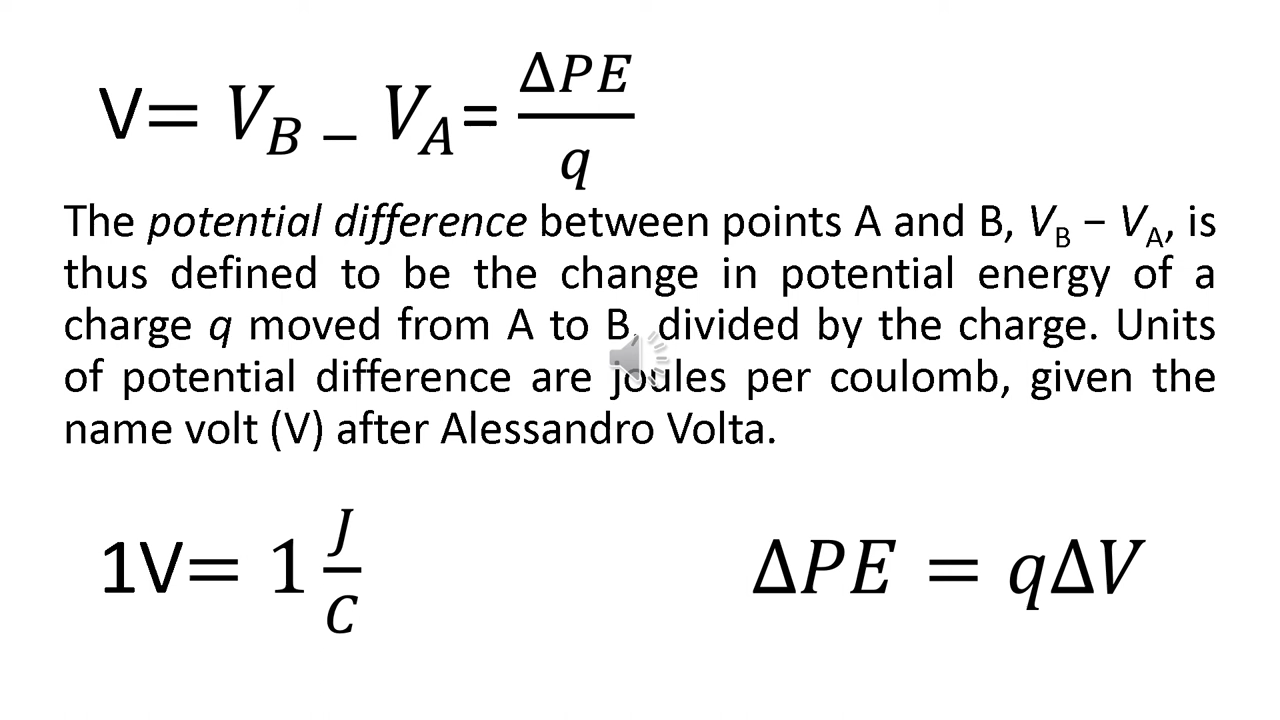 V= V_B − V_A= ΔPE/q
The potential difference between points A and B, V_B − V_A, is
thus defined to be the change in potential energy of a
charge q moved from A to B, divided by the charge. Units
of potential difference are joules per coulomb, given the
name volt (V) after Alessandro Volta.
1V= 1 J/C
ΔPE = qΔV